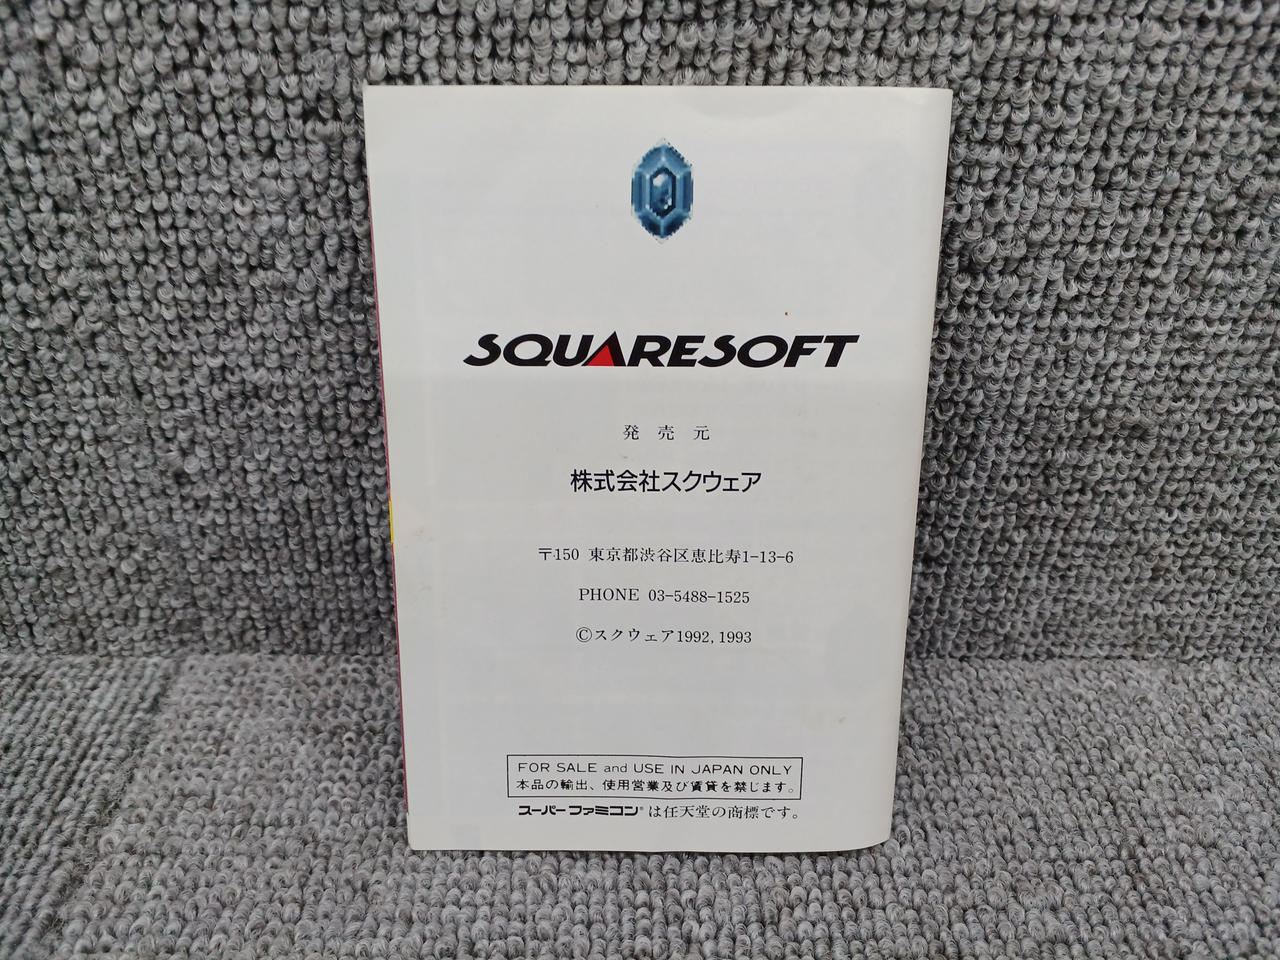 SQUARESOFT
発売元
株式会社スクウェア
〒150 東京都渋谷区恵比寿1-13-6
PHONE 03-5488-1525
©スクウェア1992,1993
FOR SALE and USE IN JAPAN ONLY
本品の輸出、使用営業及び賃貸を禁じます。
スーパーファミコン®は任天堂の商標です。